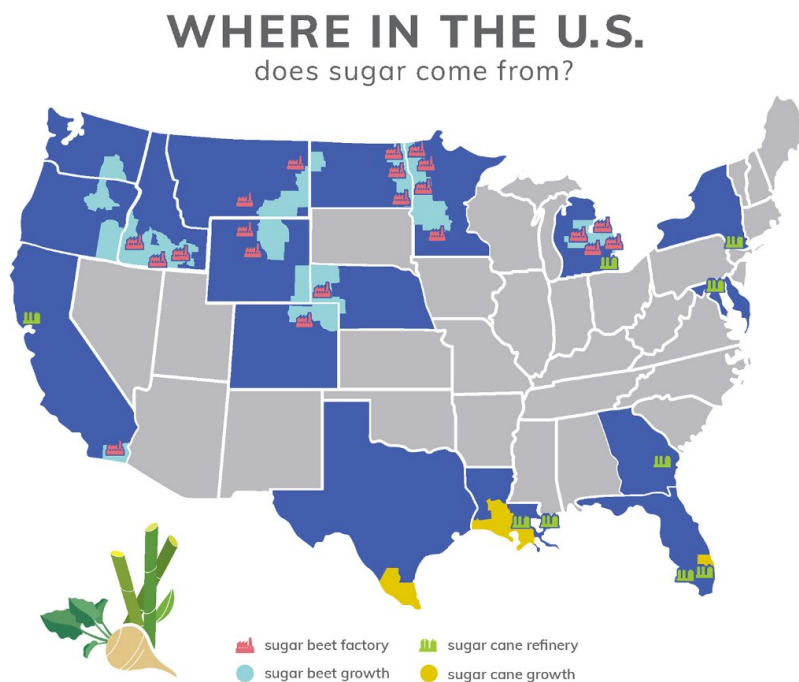 WHERE IN THE U.S.
does sugar come from?
sugar beet factory
sugar cane refinery
sugar beet growth
sugar cane growth